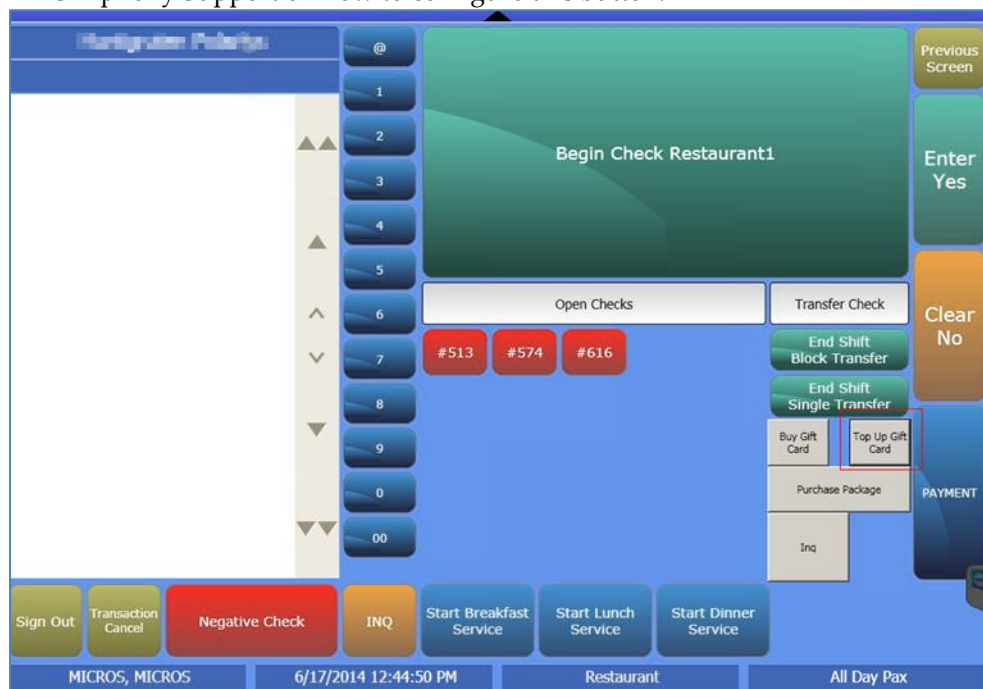 @
1
2
3
4
5
6
7
8
9
0
00
Begin Check Restaurant1
Previous
Screen
Enter
Yes
Clear
No
PAYMENT
Open Checks
Transfer Check
#513 #574 #616
End Shift
Block Transfer
End Shift
Single Transfer
Buy Gift
Card
Top Up Gift
Card
Purchase Package
Inq
Sign Out
Transaction
Cancel
Negative Check
INQ
Start Breakfast
Service
Start Lunch
Service
Start Dinner
Service
MICROS, MICROS
6/17/2014 12:44:50 PM
Restaurant
All Day Pax